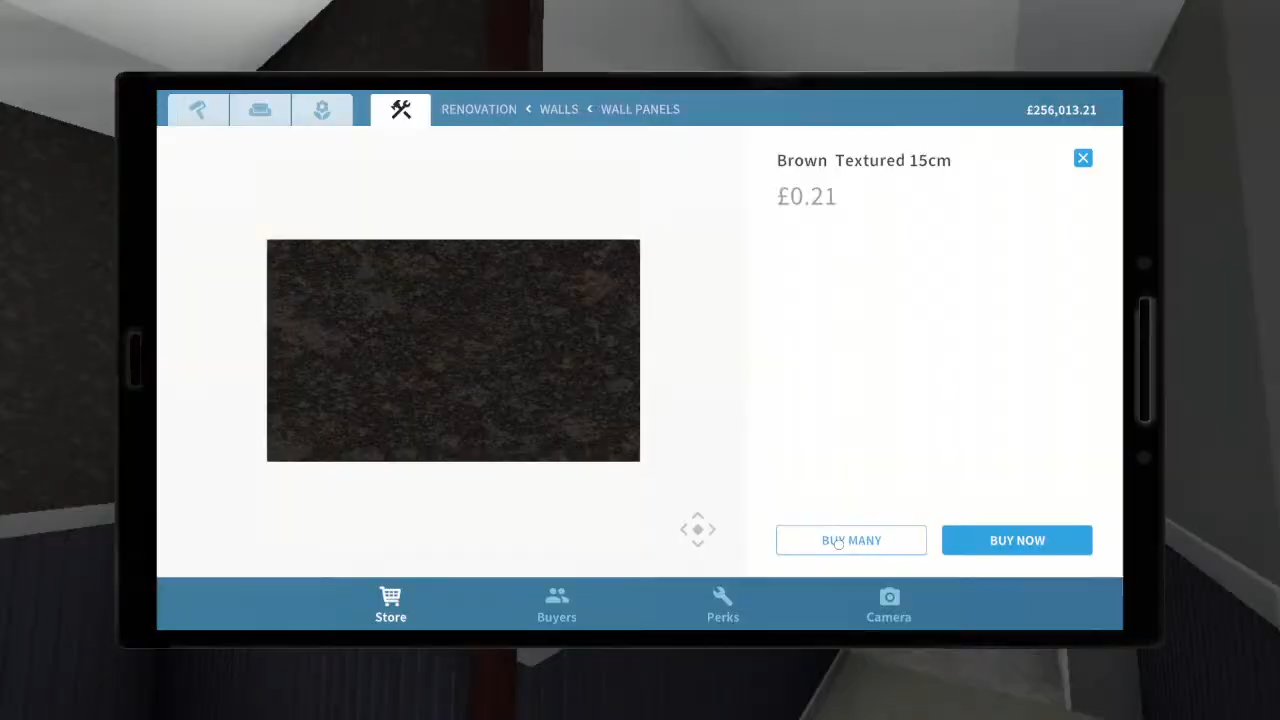 RENOVATION < WALLS < WALL PANELS
£256,013.21
Brown Textured 15cm
£0.21
BUY MANY
BUY NOW
Store
Buyers
Perks
Camera